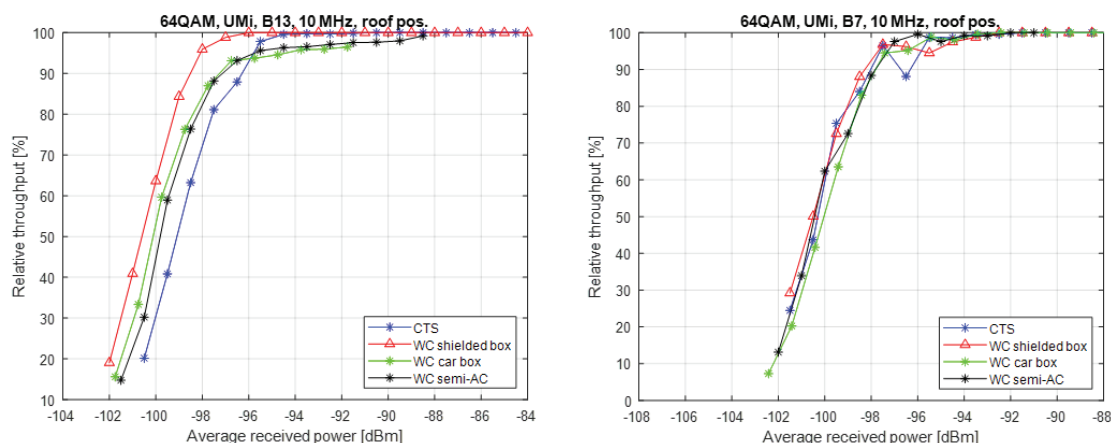 64QAM, UMi, B13, 10 MHz, roof pos.
100
90
80
70
60
50
40
30
20
10
Relative throughput [%]
-104 -102 -100 -98 -96 -94 -92 -90 -88 -86 -84
Average received power [dBm]
CTS
WC shielded box
WC car box
WC semi-AC
64QAM, UMi, B7, 10 MHz, roof pos.
100
90
80
70
60
50
40
30
20
10
0
Relative throughput [%]
-108 -106 -104 -102 -100 -98 -96 -94 -92 -90 -88
Average received power [dBm]
CTS
WC shielded box
WC car box
WC semi-AC